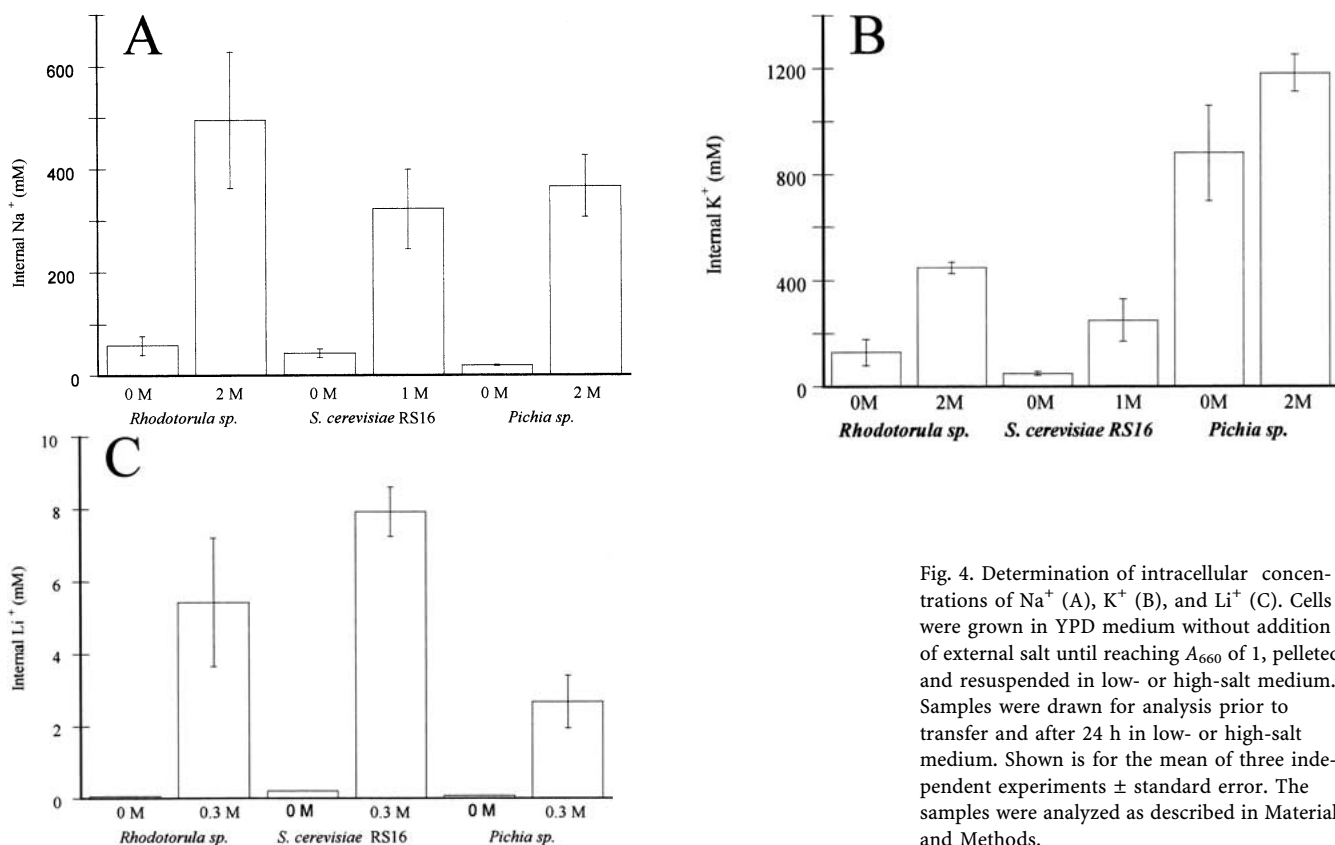 A
600
400
200
0
Internal Na + (mM)
0 M 2 M 0 M 1 M 0 M 2 M
Rhodotorula sp. S. cerevisiae RS16 Pichia sp.
B
1200
800
400
0
Internal K+ (mM)
0M 2M 0M 1M 0M 2M
Rhodotorula sp. S. cerevisiae RS16 Pichia sp.
C
10
8
6
4
2
0
Internal Li + (mM)
0 M 0.3 M 0 M 0.3 M 0 M 0.3 M
Rhodotorula sp. S. cerevisiae RS16 Pichia sp.
Fig. 4. Determination of intracellular concen-
trations of Na+ (A), K+ (B), and Li+ (C). Cells
were grown in YPD medium without addition
of external salt until reaching A660 of 1, pelleted
and resuspended in low- or high-salt medium.
Samples were drawn for analysis prior to
transfer and after 24 h in low- or high-salt
medium. Shown is for the mean of three inde-
pendent experiments ± standard error. The
samples were analyzed as described in Material
and Methods.